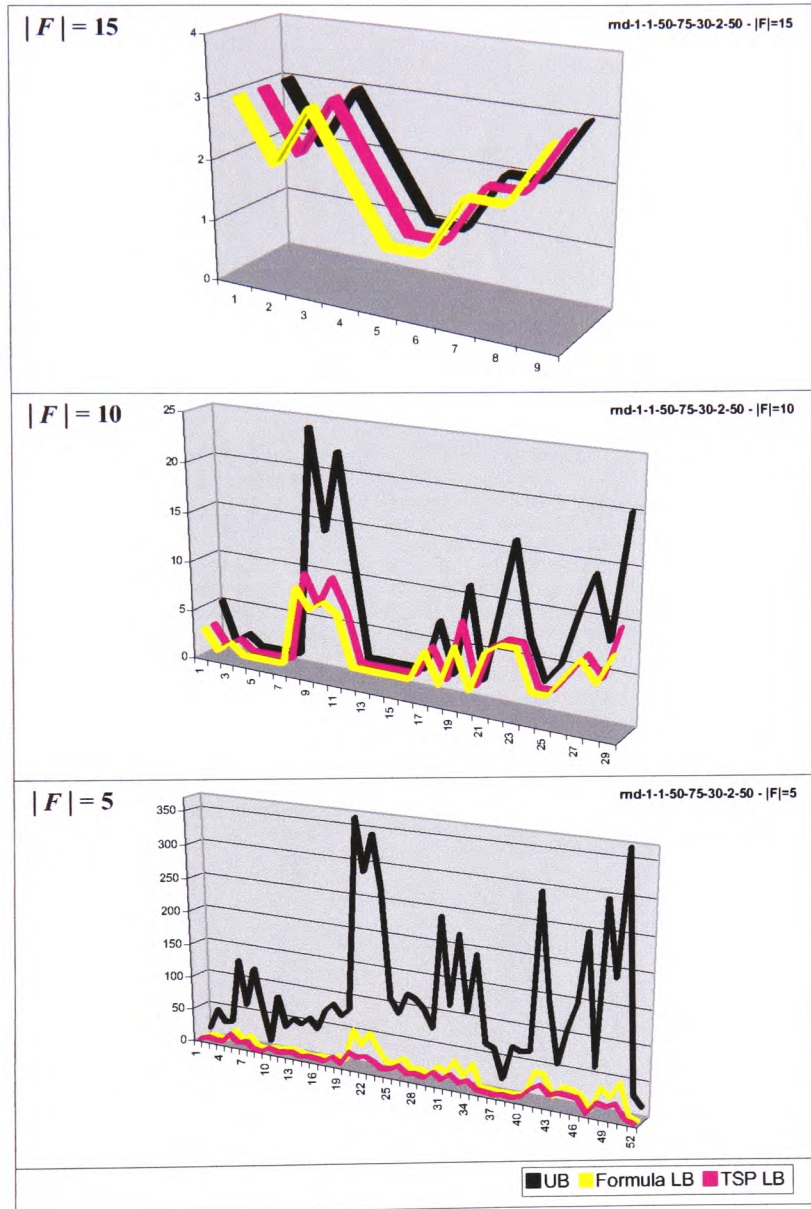 | F | = 15
rnd-1-1-50-75-30-2-50 - |F|=15
4
3
2
1
0
1 2 3 4 5 6 7 8 9
| F | = 10
rnd-1-1-50-75-30-2-50 - |F|=10
25
20
15
10
5
0
1 3 5 7 9 11 13 15 17 19 21 23 25 27 29
| F | = 5
rnd-1-1-50-75-30-2-50 - |F|=5
350
300
250
200
150
100
50
0
1 4 7 10 13 16 19 22 25 28 31 34 37 40 43 46 49 52
UB Formula LB TSP LB